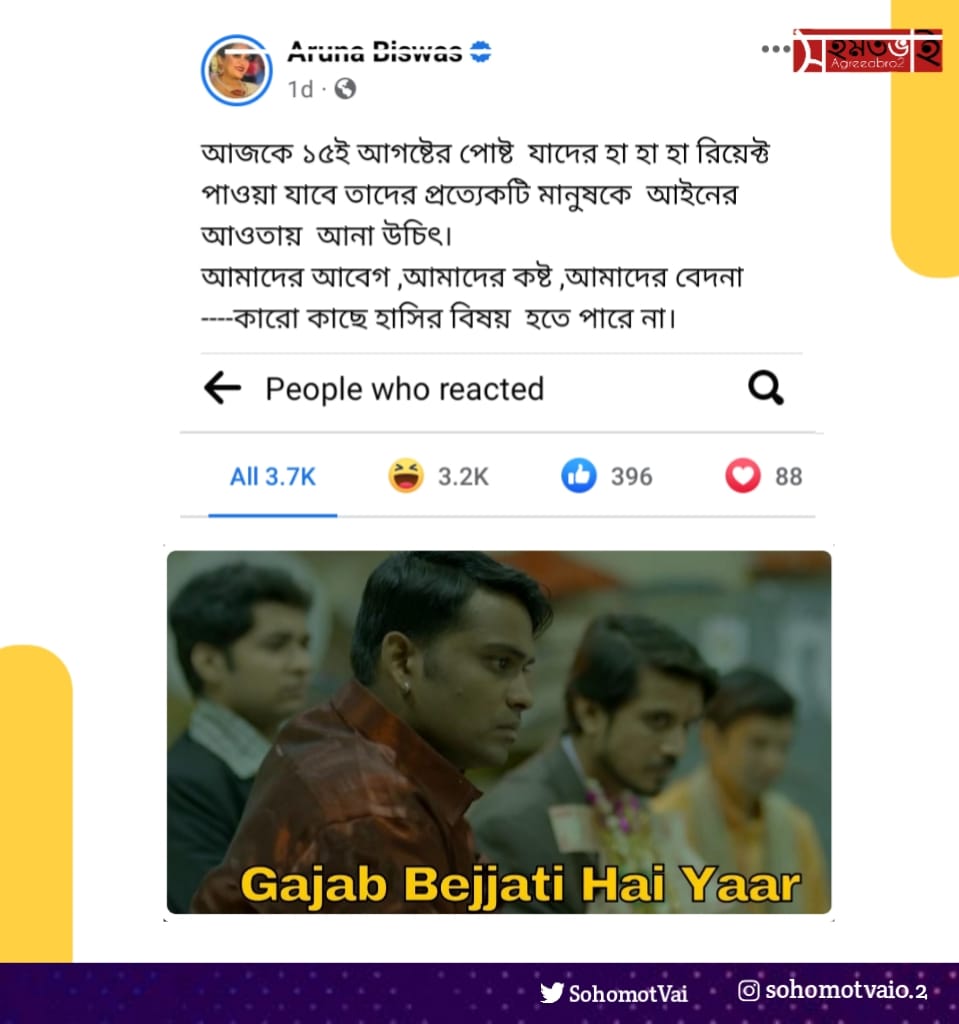 Aruna Biswas
সহমতভাই
Agreeabro2
1d ·
আজকে ১৫ই আগষ্টের পোষ্ট যাদের হা হা হা রিয়েক্ট
পাওয়া যাবে তাদের প্রত্যেকটি মানুষকে আইনের
আওতায় আনা উচিৎ।
আমাদের আবেগ ,আমাদের কষ্ট ,আমাদের বেদনা
----কারো কাছে হাসির বিষয় হতে পারে না।
People who reacted
All 3.7K 3.2K 396 88
Gajab Bejjati Hai Yaar
SohomotVai sohomotvaio.2